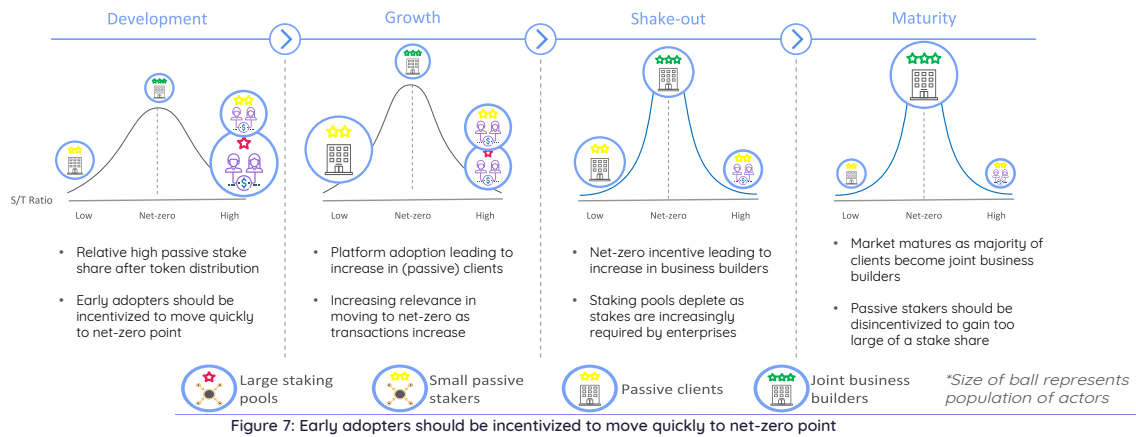 Development
Growth
Shake-out
Maturity
S/T Ratio
Low
Net-zero
High
Low
Net-zero
High
Low
Net-zero
High
Low
Net-zero
High
• Relative high passive stake
share after token distribution
• Early adopters should be
incentivized to move quickly
to net-zero point
• Platform adoption leading to
increase in (passive) clients
• Increasing relevance in
moving to net-zero as
transactions increase
• Net-zero incentive leading to
increase in business builders
• Staking pools deplete as
stakes are increasingly
required by enterprises
• Market matures as majority of
clients become joint business
builders
• Passive stakers should be
disincentivized to gain too
large of a stake share
Large staking
pools
Small passive
stakers
Passive clients
Joint business
builders
*Size of ball represents
population of actors
Figure 7: Early adopters should be incentivized to move quickly to net-zero point